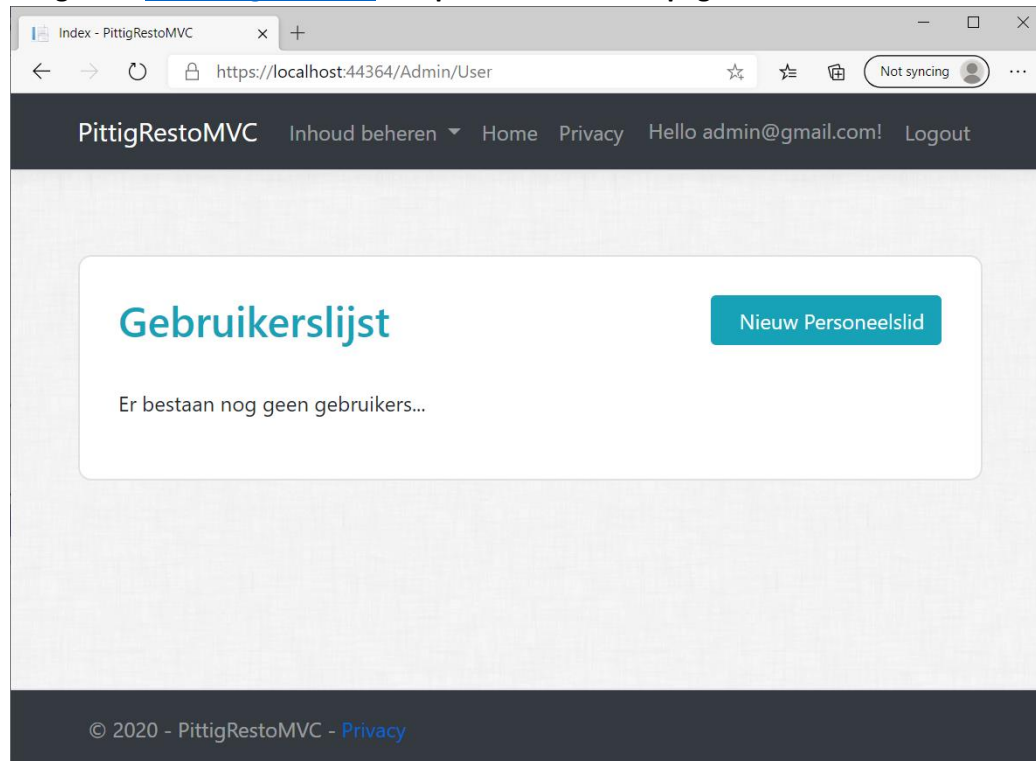 Index - PittigRestoMVC
https://localhost:44364/Admin/User
Not syncing
PittigRestoMVC Inhoud beheren Home Privacy Hello admin@gmail.com! Logout
Gebruikerslijst
Nieuw Personeelslid
Er bestaan nog geen gebruikers...
© 2020 - PittigRestoMVC - Privacy